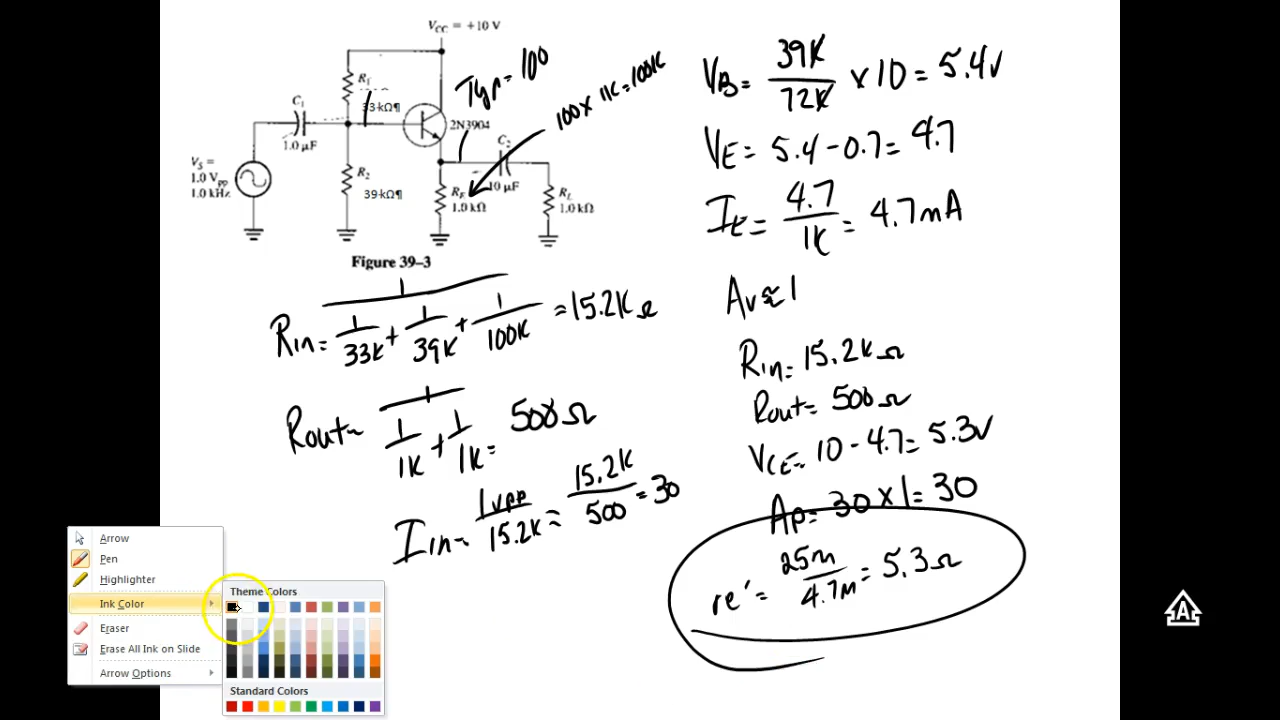 VCC = +10 V
R1
33·kΩ¶
C1
1.0 μF
Typ = 100
100 x 1K = 100K
2N3904
C2
10 μF
VS =
1.0 Vpp
1.0 kHz
R2
39·kΩ¶
RE
1.0 kΩ
RL
1.0 kΩ
Figure 39–3
VB = 39K / 72K x 10 = 5.4V
VE = 5.4 - 0.7 = 4.7
IE = 4.7 / 1K = 4.7mA
Av ≈ 1
Rin = 1 / (1/33K + 1/39K + 1/100K) = 15.2K Ω
Rin = 15.2K Ω
Rout = 1 / (1/1K + 1/1K) = 500 Ω
Rout = 500 Ω
VCE = 10 - 4.7 = 5.3V
Iin = 1Vpp / 15.2K = 15.2K / 500 = 30
Ap = 30 x 1 = 30
re' = 25m / 4.7m = 5.3 Ω
Arrow
Pen
Highlighter
Ink Color
Eraser
Erase All Ink on Slide
Arrow Options
Theme Colors
Standard Colors
A